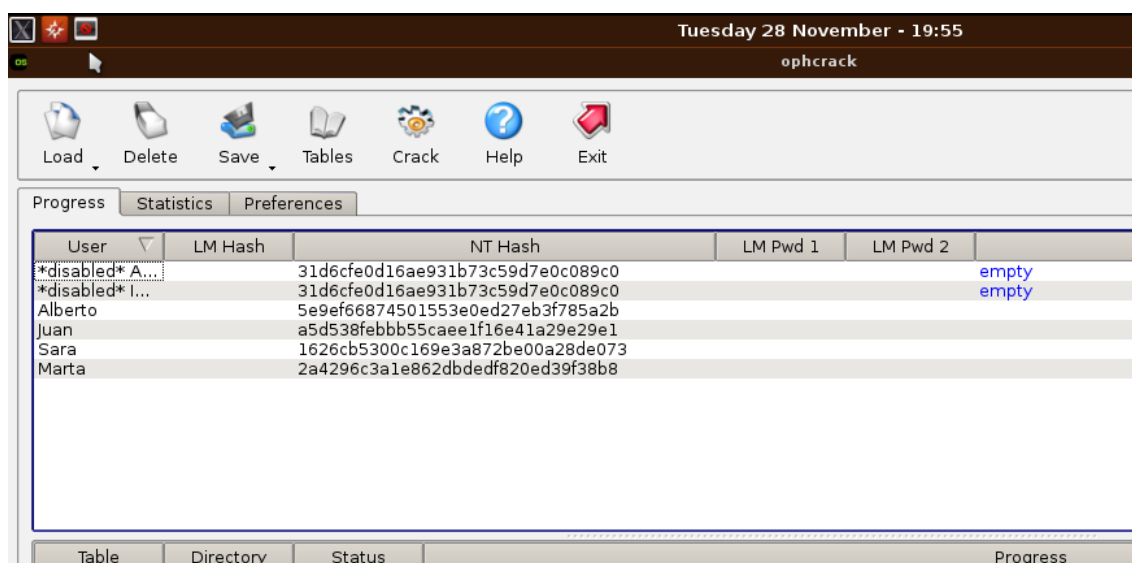 Tuesday 28 November - 19:55
OS
ophcrack
Load Delete Save Tables Crack Help Exit
Progress Statistics Preferences
User LM Hash NT Hash LM Pwd 1 LM Pwd 2
*disabled* A... 31d6cfe0d16ae931b73c59d7e0c089c0 empty
*disabled* I... 31d6cfe0d16ae931b73c59d7e0c089c0 empty
Alberto 5e9ef66874501553e0ed27eb3f785a2b
Juan a5d538febbb55caee1f16e41a29e29e1
Sara 1626cb5300c169e3a872be00a28de073
Marta 2a4296c3a1e862dbdedf820ed39f38b8
Table Directory Status Progress